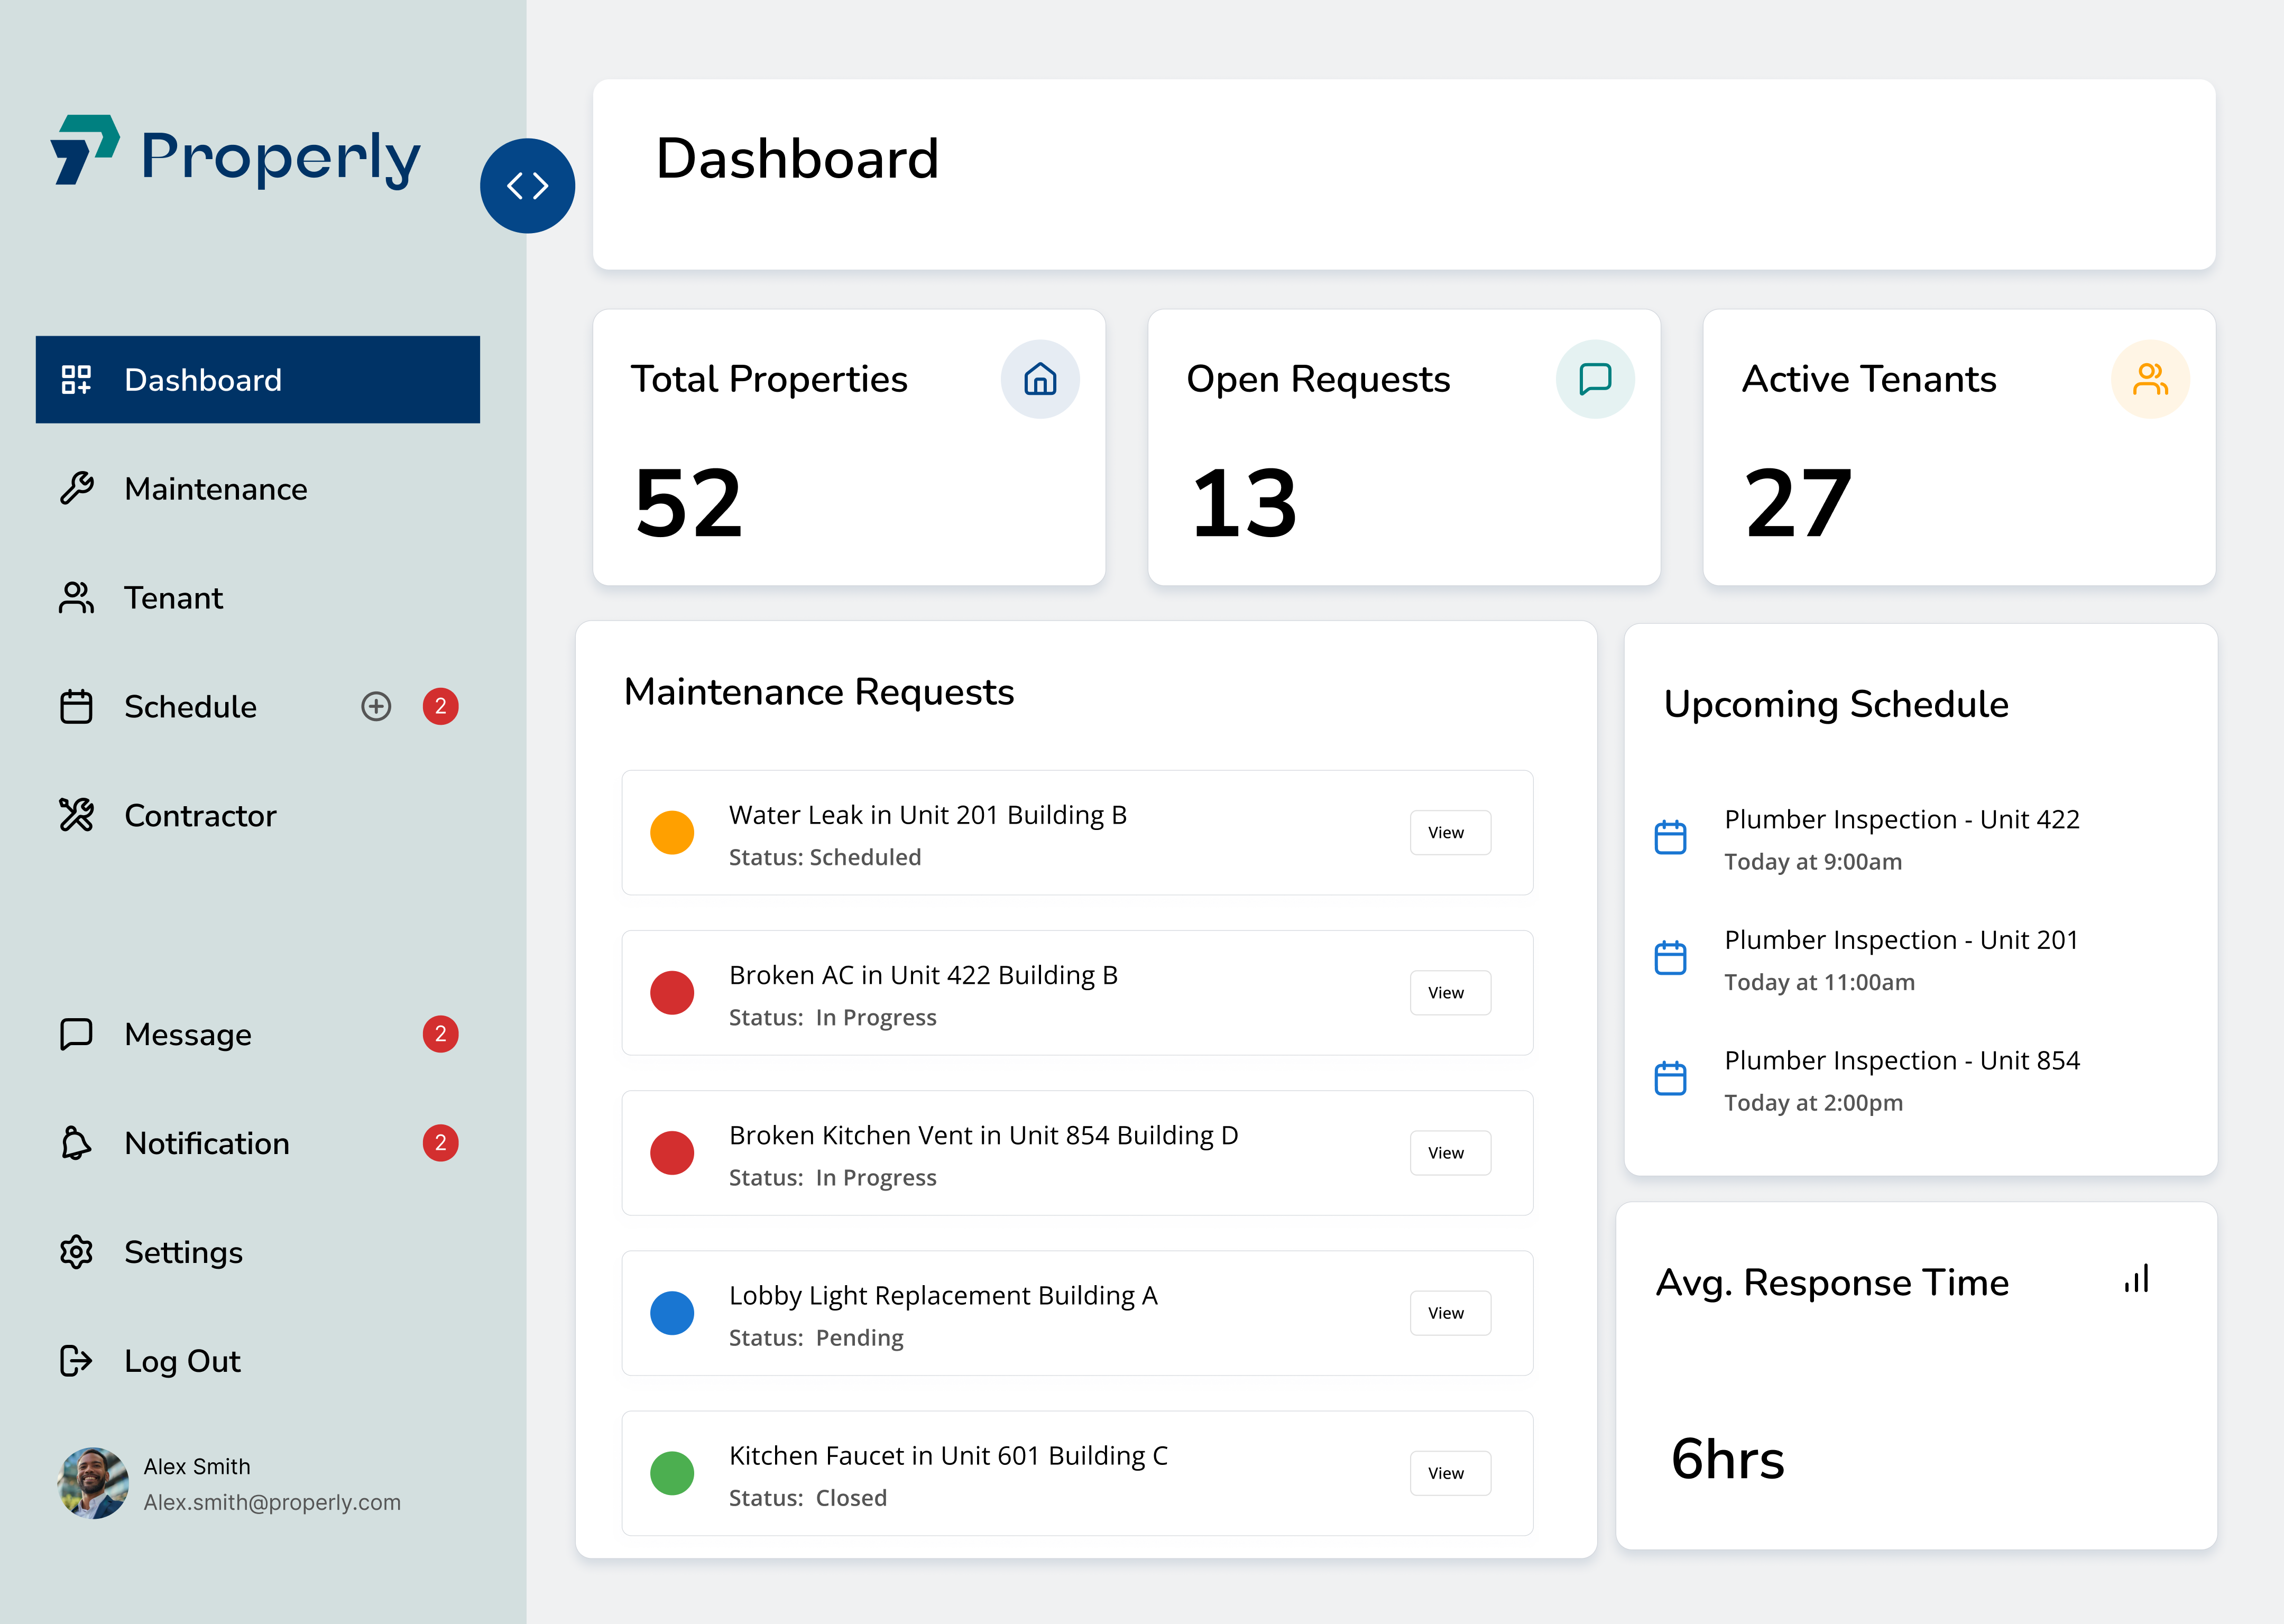 Properly
Dashboard
Maintenance
Tenant
Schedule 2
Contractor
Message 2
Notification 2
Settings
Log Out
Alex Smith
Alex.smith@properly.com
Dashboard
Total Properties
52
Open Requests
13
Active Tenants
27
Maintenance Requests
Water Leak in Unit 201 Building B
Status: Scheduled
View
Broken AC in Unit 422 Building B
Status: In Progress
View
Broken Kitchen Vent in Unit 854 Building D
Status: In Progress
View
Lobby Light Replacement Building A
Status: Pending
View
Kitchen Faucet in Unit 601 Building C
Status: Closed
View
Upcoming Schedule
Plumber Inspection - Unit 422
Today at 9:00am
Plumber Inspection - Unit 201
Today at 11:00am
Plumber Inspection - Unit 854
Today at 2:00pm
Avg. Response Time
6hrs